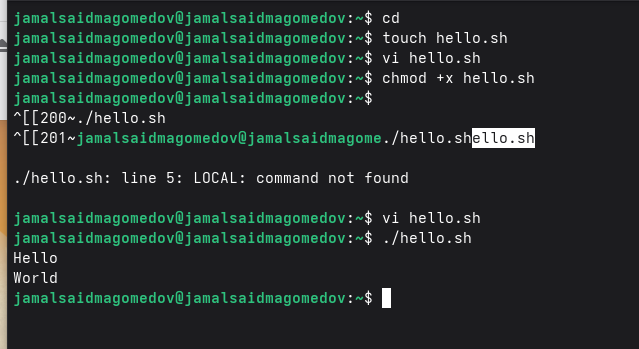 jamalsaidmagomedov@jamalsaidmagomedov:~$ cd
jamalsaidmagomedov@jamalsaidmagomedov:~$ touch hello.sh
jamalsaidmagomedov@jamalsaidmagomedov:~$ vi hello.sh
jamalsaidmagomedov@jamalsaidmagomedov:~$ chmod +x hello.sh
jamalsaidmagomedov@jamalsaidmagomedov:~$
^[[200~./hello.sh
^[[201~jamalsaidmagomedov@jamalsaidmagome./hello.shello.sh
./hello.sh: line 5: LOCAL: command not found
jamalsaidmagomedov@jamalsaidmagomedov:~$ vi hello.sh
jamalsaidmagomedov@jamalsaidmagomedov:~$ ./hello.sh
Hello
World
jamalsaidmagomedov@jamalsaidmagomedov:~$